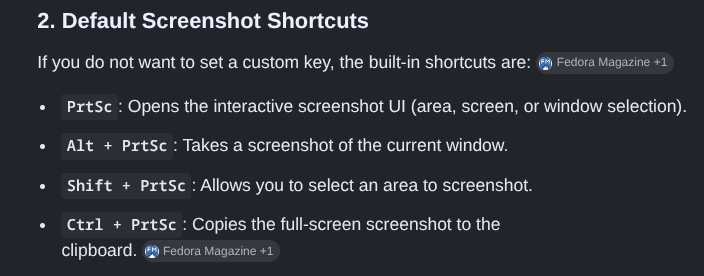 2. Default Screenshot Shortcuts
If you do not want to set a custom key, the built-in shortcuts are: FM Fedora Magazine +1
• PrtSc: Opens the interactive screenshot UI (area, screen, or window selection).
• Alt + PrtSc: Takes a screenshot of the current window.
• Shift + PrtSc: Allows you to select an area to screenshot.
• Ctrl + PrtSc: Copies the full-screen screenshot to the
clipboard. FM Fedora Magazine +1